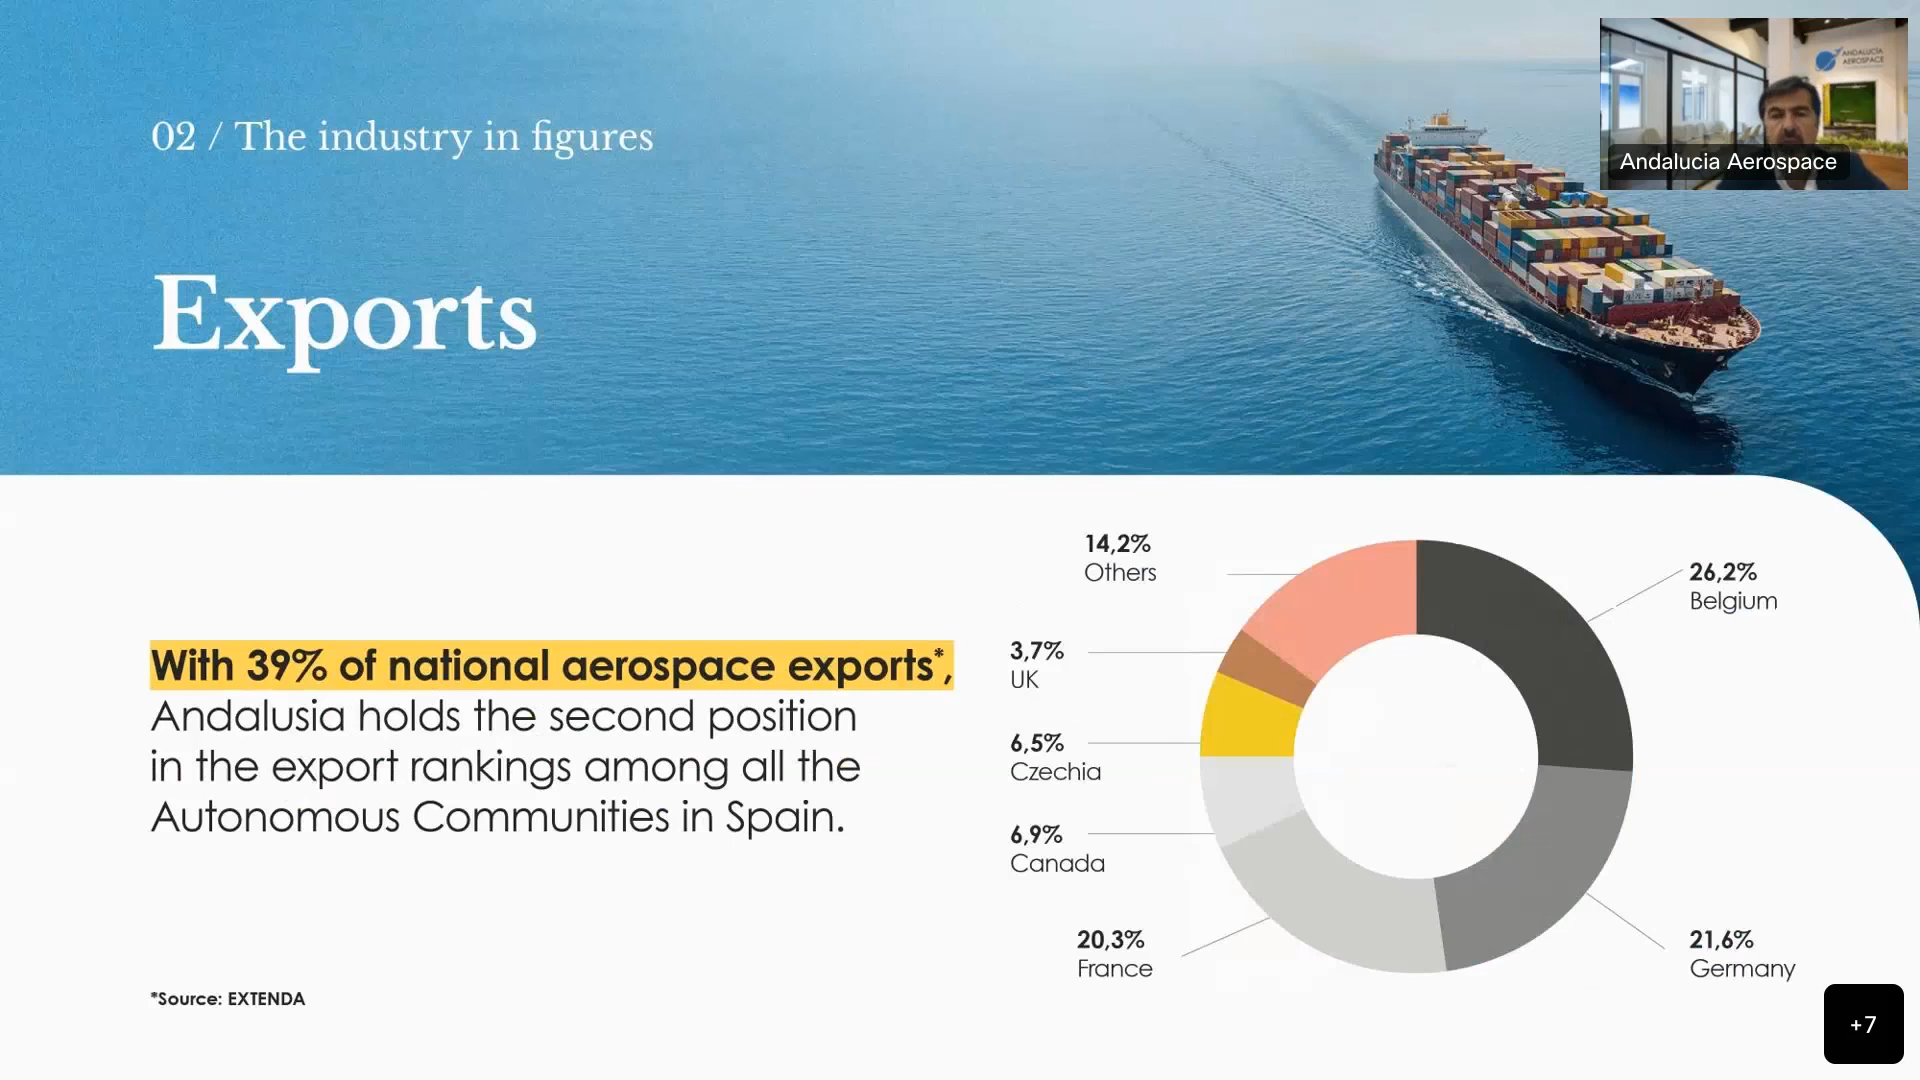 02 / The industry in figures
Exports
ANDALUCÍA
AEROSPACE
Andalucia Aerospace
With 39% of national aerospace exports*,
Andalusia holds the second position
in the export rankings among all the
Autonomous Communities in Spain.
*Source: EXTENDA
14,2%
Others
3,7%
UK
6,5%
Czechia
6,9%
Canada
20,3%
France
26,2%
Belgium
21,6%
Germany
+7